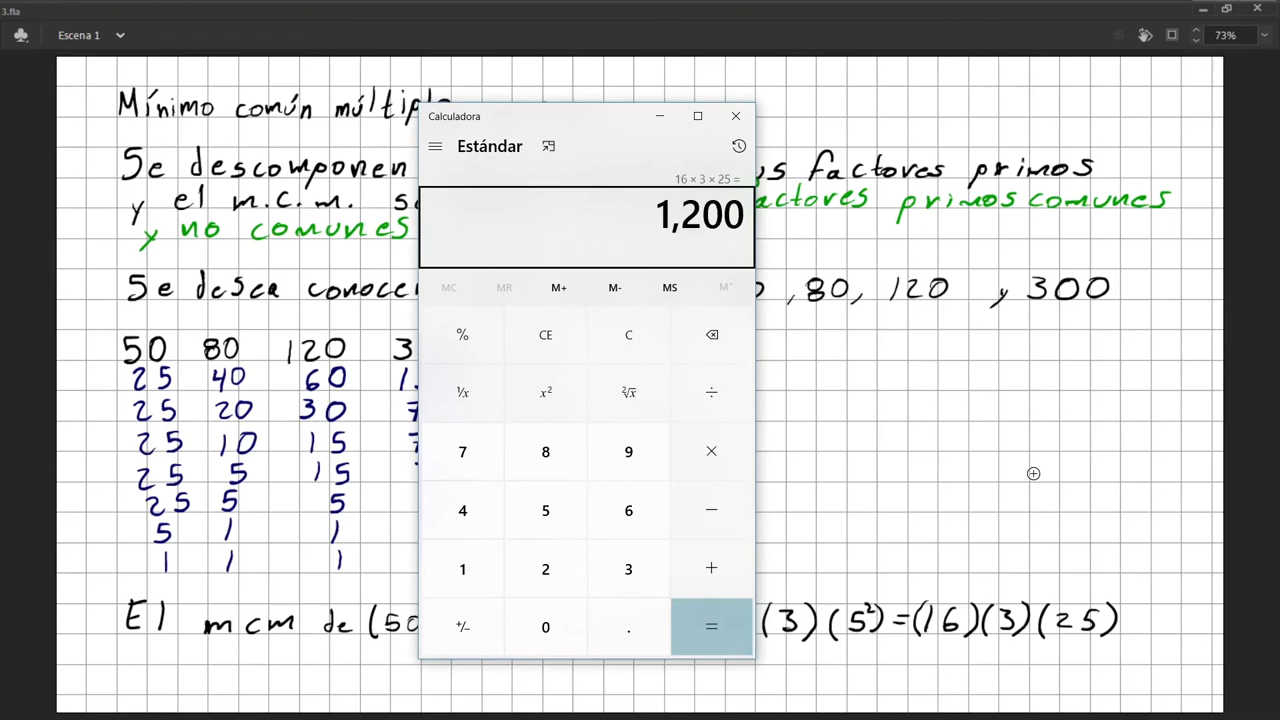 3.fla
Escena 1
73%
Mínimo común múltiplo
Calculadora
Estándar
Se descomponen
factores primos
16 × 3 × 25 =
y el m.c.m.
primos comunes
1,200
y no comunes
Se desea conocer
, 80, 120 y 300
MC MR M+ M- MS M˅
% CE C
50 80 120
¹/x x² ²√x ÷
25 40 60
25 20 30
7 8 9 ×
25 10 15
25 5 15
4 5 6 −
25 5 5
5 1 1
1 2 3 +
1 1 1
+/− 0 . =
El mcm de (50
(3)(5²)=(16)(3)(25)